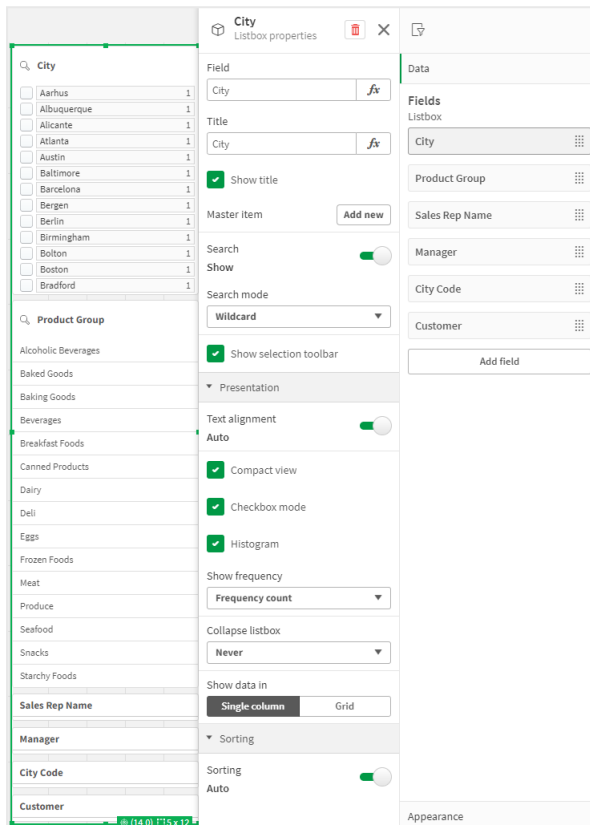 City
Aarhus 1
Albuquerque 1
Alicante 1
Atlanta 1
Austin 1
Baltimore 1
Barcelona 1
Bergen 1
Berlin 1
Birmingham 1
Bolton 1
Boston 1
Bradford 1
Product Group
Alcoholic Beverages
Baked Goods
Baking Goods
Beverages
Breakfast Foods
Canned Products
Dairy
Deli
Eggs
Frozen Foods
Meat
Produce
Seafood
Snacks
Starchy Foods
Sales Rep Name
Manager
City Code
Customer
(14,0) 5 x 12
City
Listbox properties
Field
City fx
Title
City fx
Show title
Master item Add new
Search
Show
Search mode
Wildcard
Show selection toolbar
Presentation
Text alignment
Auto
Compact view
Checkbox mode
Histogram
Show frequency
Frequency count
Collapse listbox
Never
Show data in
Single column Grid
Sorting
Sorting
Auto
Data
Fields
Listbox
City
Product Group
Sales Rep Name
Manager
City Code
Customer
Add field
Appearance